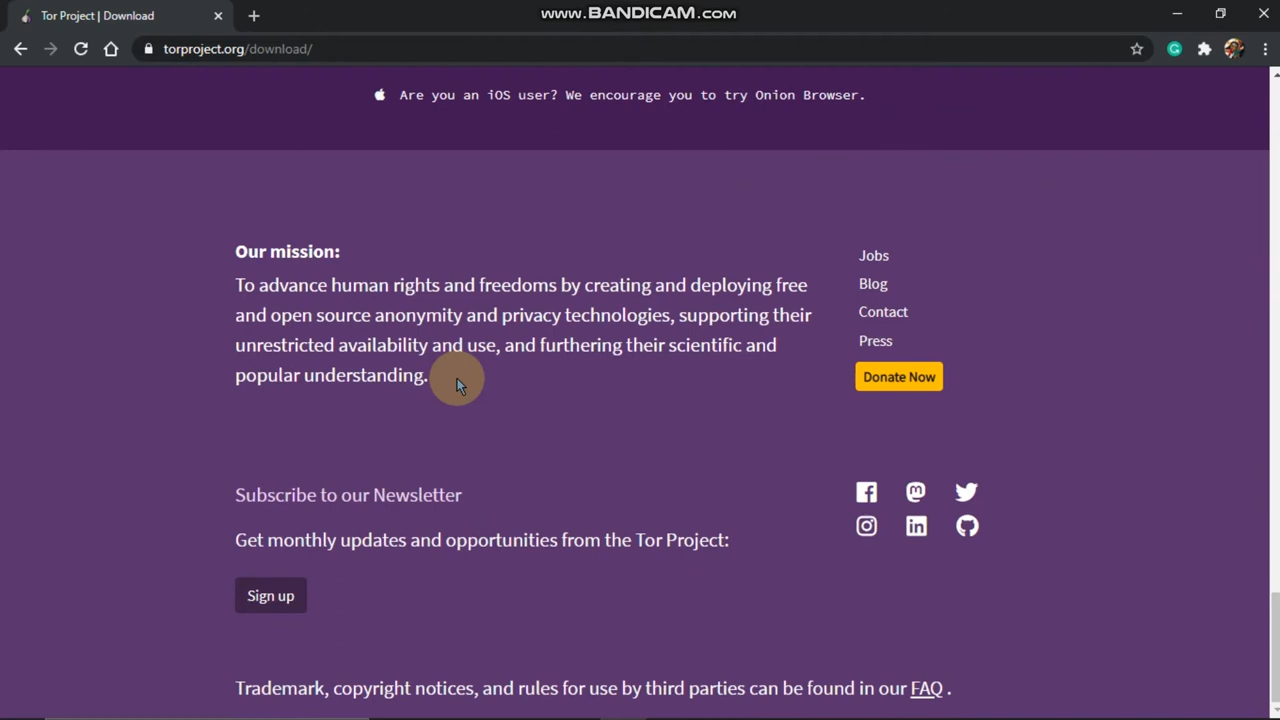 Tor Project | Download
www.BANDICAM.com
torproject.org/download/
Are you an iOS user? We encourage you to try Onion Browser.
Our mission:
To advance human rights and freedoms by creating and deploying free
and open source anonymity and privacy technologies, supporting their
unrestricted availability and use, and furthering their scientific and
popular understanding.
Jobs
Blog
Contact
Press
Donate Now
Subscribe to our Newsletter
Get monthly updates and opportunities from the Tor Project:
Sign up
Trademark, copyright notices, and rules for use by third parties can be found in our FAQ .